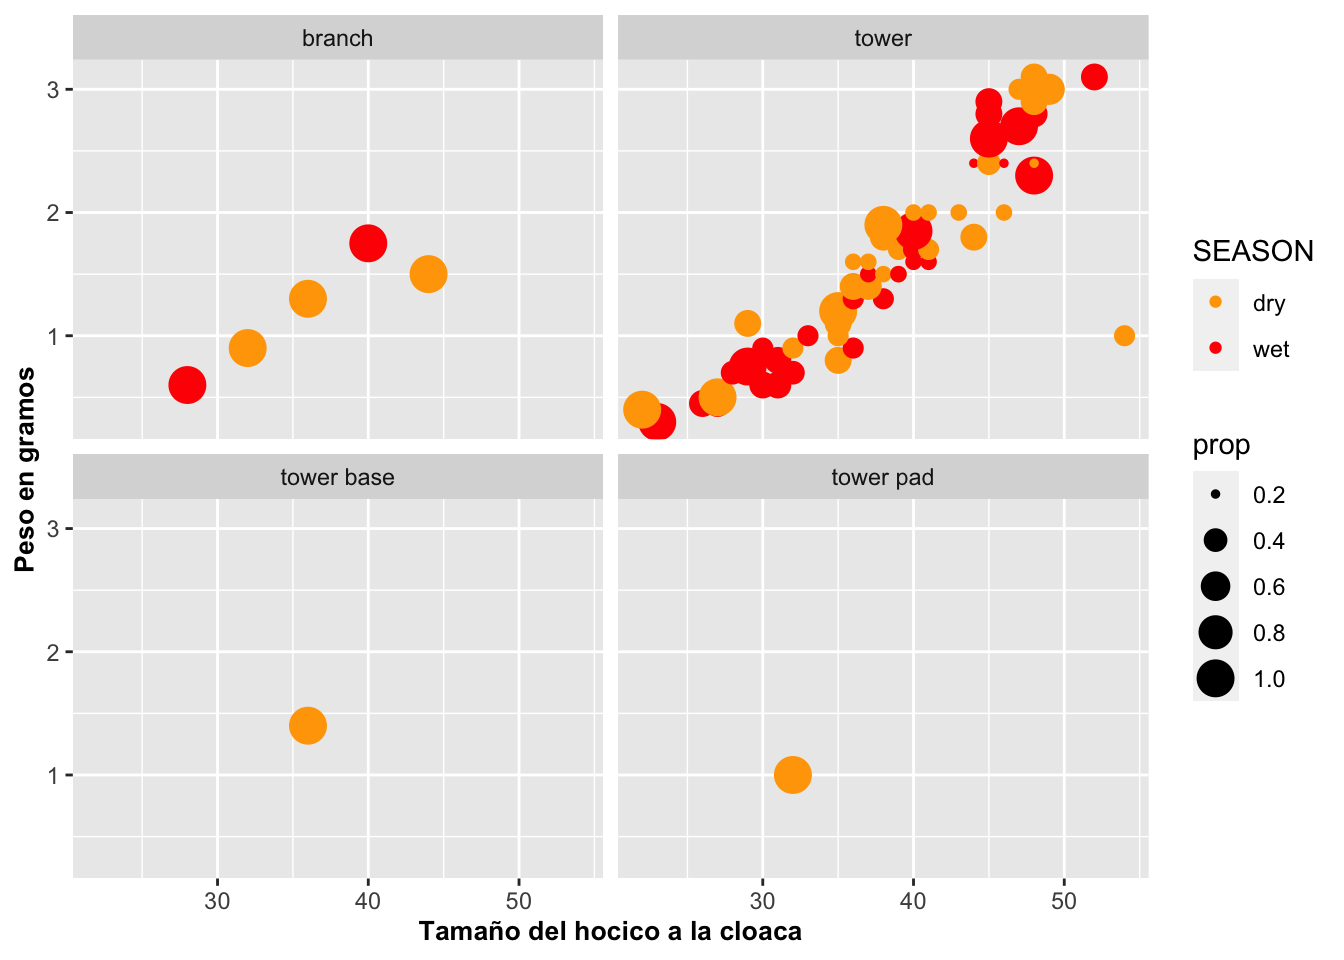 branch
tower
3
2
1
tower base
tower pad
3
2
1
30
40
50
30
40
50
Tamaño del hocico a la cloaca
Peso en gramos
SEASON
dry
wet
prop
0.2
0.4
0.6
0.8
1.0